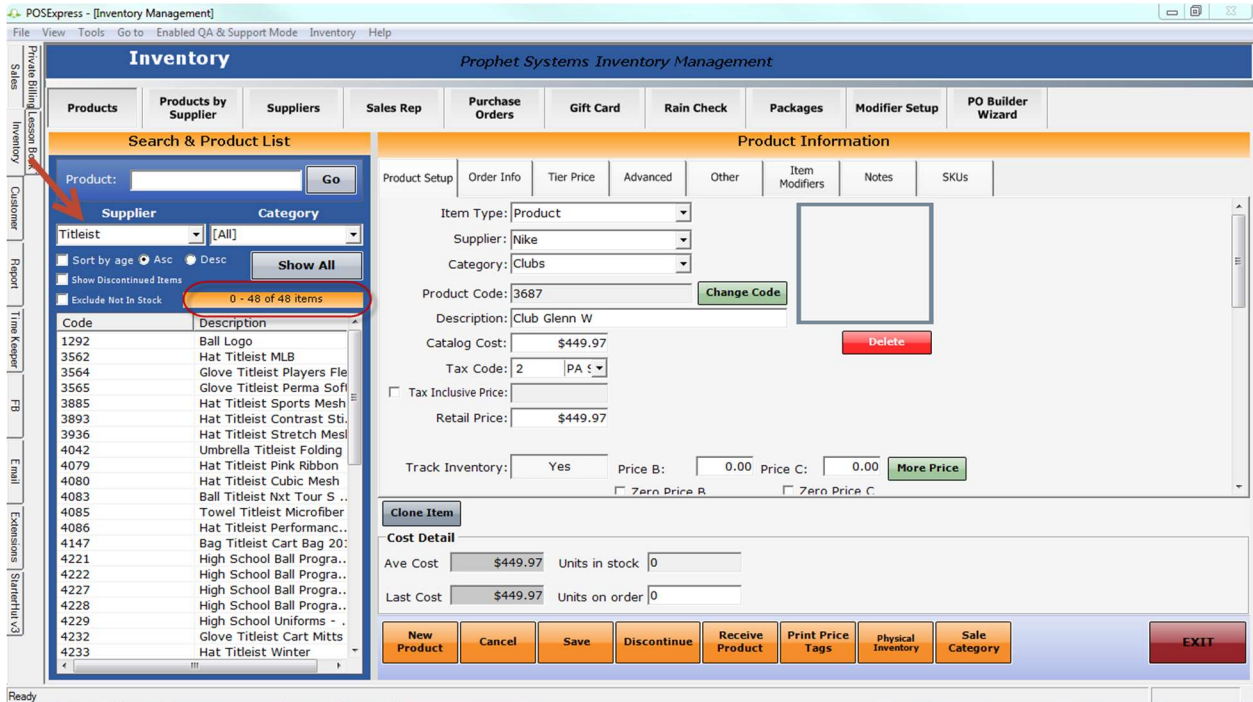 POSExpress - [Inventory Management]
File View Tools Go to Enabled QA & Support Mode Inventory Help
Inventory
Prophet Systems Inventory Management
Products
Products by Supplier
Suppliers
Sales Rep
Purchase Orders
Gift Card
Rain Check
Packages
Modifier Setup
PO Builder Wizard
Sales
Inventory
Customer
Report
Time Keeper
FB
Email
Extensions
StarterHut v3
Private Billing
Lesson Book
Search & Product List
Product:
Go
Supplier Category
Titleist [All]
Sort by age Asc Desc
Show All
Show Discontinued Items
Exclude Not In Stock
0 - 48 of 48 items
Code Description
1292 Ball Logo
3562 Hat Titleist MLB
3564 Glove Titleist Players Fle
3565 Glove Titleist Perma Soft
3885 Hat Titleist Sports Mesh
3893 Hat Titleist Contrast Sti.
3936 Hat Titleist Stretch Mesl
4042 Umbrella Titleist Folding
4079 Hat Titleist Pink Ribbon
4080 Hat Titleist Cubic Mesh
4083 Ball Titleist Nxt Tour S ..
4085 Towel Titleist Microfiber
4086 Hat Titleist Performanc..
4147 Bag Titleist Cart Bag 20:
4221 High School Ball Progra..
4222 High School Ball Progra..
4227 High School Ball Progra..
4228 High School Ball Progra..
4229 High School Uniforms - .
4232 Glove Titleist Cart Mitts
4233 Hat Titleist Winter
Product Information
Product Setup
Order Info
Tier Price
Advanced
Other
Item Modifiers
Notes
SKUs
Item Type: Product
Supplier: Nike
Category: Clubs
Product Code: 3687 Change Code
Description: Club Glenn W
Catalog Cost: $449.97
Delete
Tax Code: 2 PA S
Tax Inclusive Price:
Retail Price: $449.97
Track Inventory: Yes Price B: 0.00 Price C: 0.00 More Price
Zero Price B Zero Price C
Clone Item
Cost Detail
Ave Cost $449.97 Units in stock 0
Last Cost $449.97 Units on order 0
New Product
Cancel
Save
Discontinue
Receive Product
Print Price Tags
Physical Inventory
Sale Category
EXIT
Ready